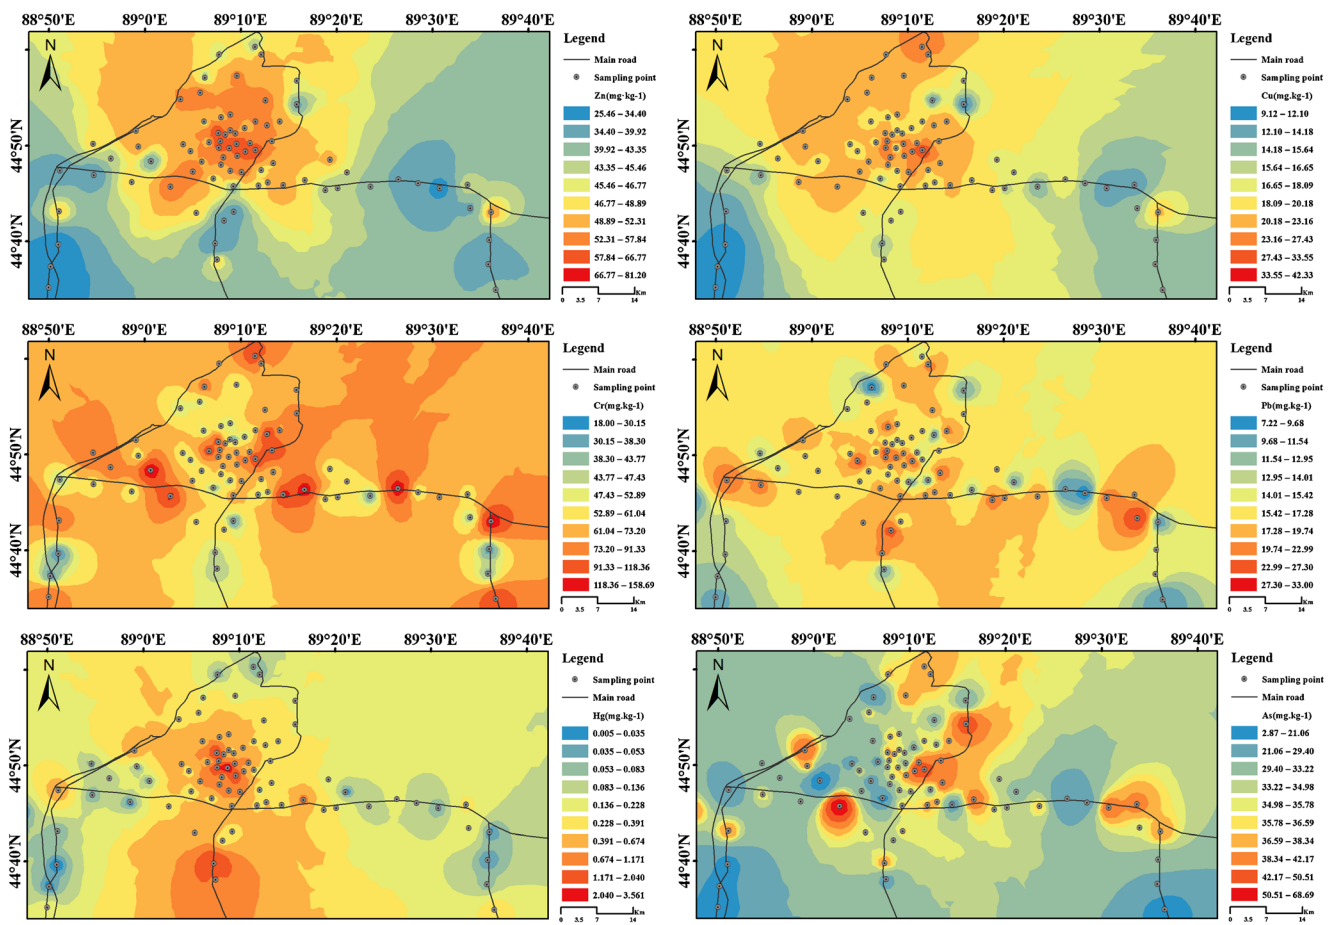 88°50'E 89°0'E 89°10'E 89°20'E 89°30'E 89°40'E
44°50'N
44°40'N
N
Legend
Main road
Sampling point
Zn(mg·kg-1)
25.46 – 34.40
34.40 – 39.92
39.92 – 43.35
43.35 – 45.46
45.46 – 46.77
46.77 – 48.89
48.89 – 52.31
52.31 – 57.84
57.84 – 66.77
66.77 – 81.20
0 3.5 7 14 Km
88°50'E 89°0'E 89°10'E 89°20'E 89°30'E 89°40'E
44°50'N
44°40'N
N
Legend
Main road
Sampling point
Cu(mg.kg-1)
9.12 – 12.10
12.10 – 14.18
14.18 – 15.64
15.64 – 16.65
16.65 – 18.09
18.09 – 20.18
20.18 – 23.16
23.16 – 27.43
27.43 – 33.55
33.55 – 42.33
0 3.5 7 14 Km
88°50'E 89°0'E 89°10'E 89°20'E 89°30'E 89°40'E
44°50'N
44°40'N
N
Legend
Main road
Sampling point
Cr(mg.kg-1)
18.00 – 30.15
30.15 – 38.30
38.30 – 43.77
43.77 – 47.43
47.43 – 52.89
52.89 – 61.04
61.04 – 73.20
73.20 – 91.33
91.33 – 118.36
118.36 – 158.69
0 3.5 7 14 Km
88°50'E 89°0'E 89°10'E 89°20'E 89°30'E 89°40'E
44°50'N
44°40'N
N
Legend
Main road
Sampling point
Pb(mg.kg-1)
7.22 – 9.68
9.68 – 11.54
11.54 – 12.95
12.95 – 14.01
14.01 – 15.42
15.42 – 17.28
17.28 – 19.74
19.74 – 22.99
22.99 – 27.30
27.30 – 33.00
0 3.5 7 14 Km
88°50'E 89°0'E 89°10'E 89°20'E 89°30'E 89°40'E
44°50'N
44°40'N
N
Legend
Sampling point
Main road
Hg(mg.kg-1)
0.005 – 0.035
0.035 – 0.053
0.053 – 0.083
0.083 – 0.136
0.136 – 0.228
0.228 – 0.391
0.391 – 0.674
0.674 – 1.171
1.171 – 2.040
2.040 – 3.561
0 3.5 7 14 Km
88°50'E 89°0'E 89°10'E 89°20'E 89°30'E 89°40'E
44°50'N
44°40'N
N
Legend
Sampling point
Main road
As(mg.kg-1)
2.87 – 21.06
21.06 – 29.40
29.40 – 33.22
33.22 – 34.98
34.98 – 35.78
35.78 – 36.59
36.59 – 38.34
38.34 – 42.17
42.17 – 50.51
50.51 – 68.69
0 3.5 7 14 Km